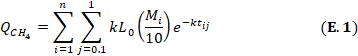 Q_{CH_4} = \sum_{i=1}^{n} \sum_{j=0.1}^{1} kL_0 \left( \frac{M_i}{10} \right) e^{-kt_{ij}} (E.1)